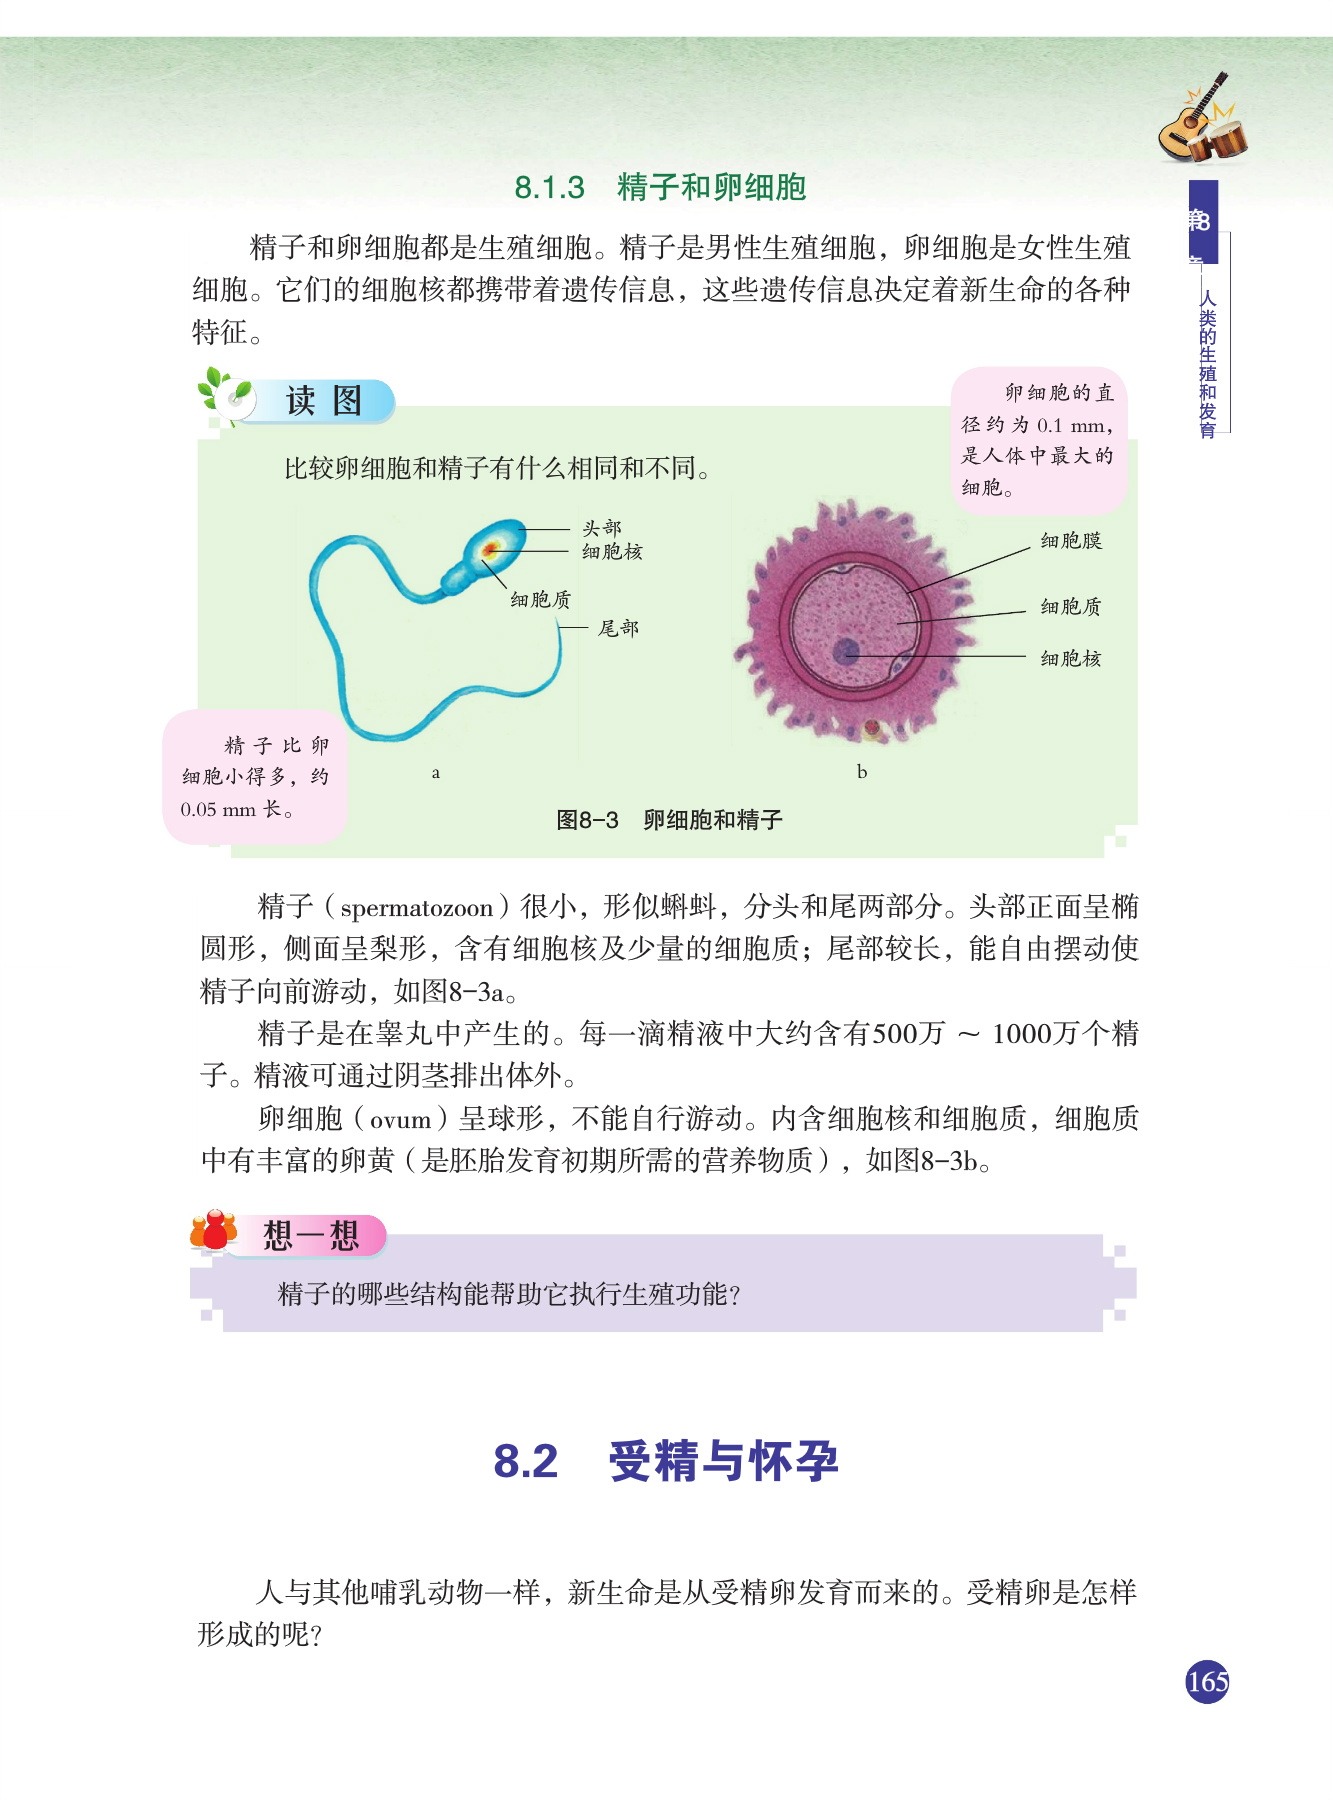 8.1.3 精子和卵细胞
精子和卵细胞都是生殖细胞。精子是男性生殖细胞，卵细胞是女性生殖
细胞。它们的细胞核都携带着遗传信息，这些遗传信息决定着新生命的各种
特征。
第8章
人类的生殖和发育
读 图
卵细胞的直
径约为 0.1 mm，
是人体中最大的
细胞。
比较卵细胞和精子有什么相同和不同。
头部
细胞核
细胞质
尾部
细胞膜
细胞质
细胞核
精子比卵
细胞小得多，约
0.05 mm 长。
a
b
图8-3 卵细胞和精子
精子（spermatozoon）很小，形似蝌蚪，分头和尾两部分。头部正面呈椭
圆形，侧面呈梨形，含有细胞核及少量的细胞质；尾部较长，能自由摆动使
精子向前游动，如图8-3a。
精子是在睾丸中产生的。每一滴精液中大约含有500万 ～ 1000万个精
子。精液可通过阴茎排出体外。
卵细胞（ovum）呈球形，不能自行游动。内含细胞核和细胞质，细胞质
中有丰富的卵黄（是胚胎发育初期所需的营养物质），如图8-3b。
想一想
精子的哪些结构能帮助它执行生殖功能？
8.2 受精与怀孕
人与其他哺乳动物一样，新生命是从受精卵发育而来的。受精卵是怎样
形成的呢？
165